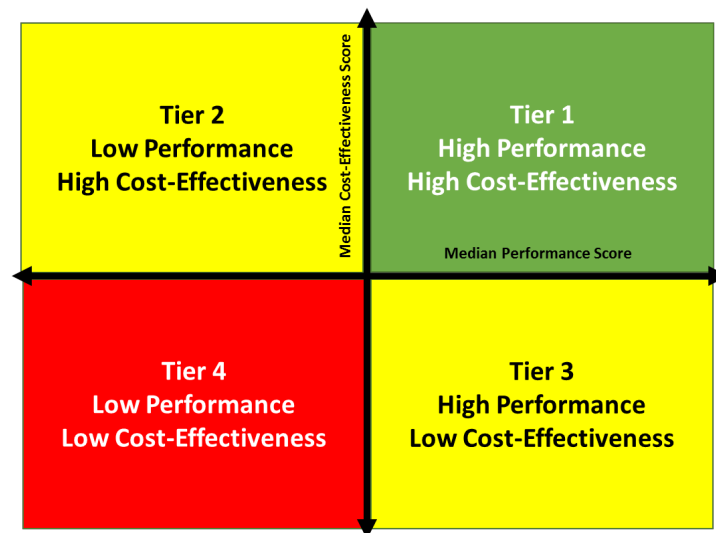 Tier 2
Low Performance
High Cost-Effectiveness
Median Cost-Effectiveness Score
Tier 1
High Performance
High Cost-Effectiveness
Median Performance Score
Tier 4
Low Performance
Low Cost-Effectiveness
Tier 3
High Performance
Low Cost-Effectiveness